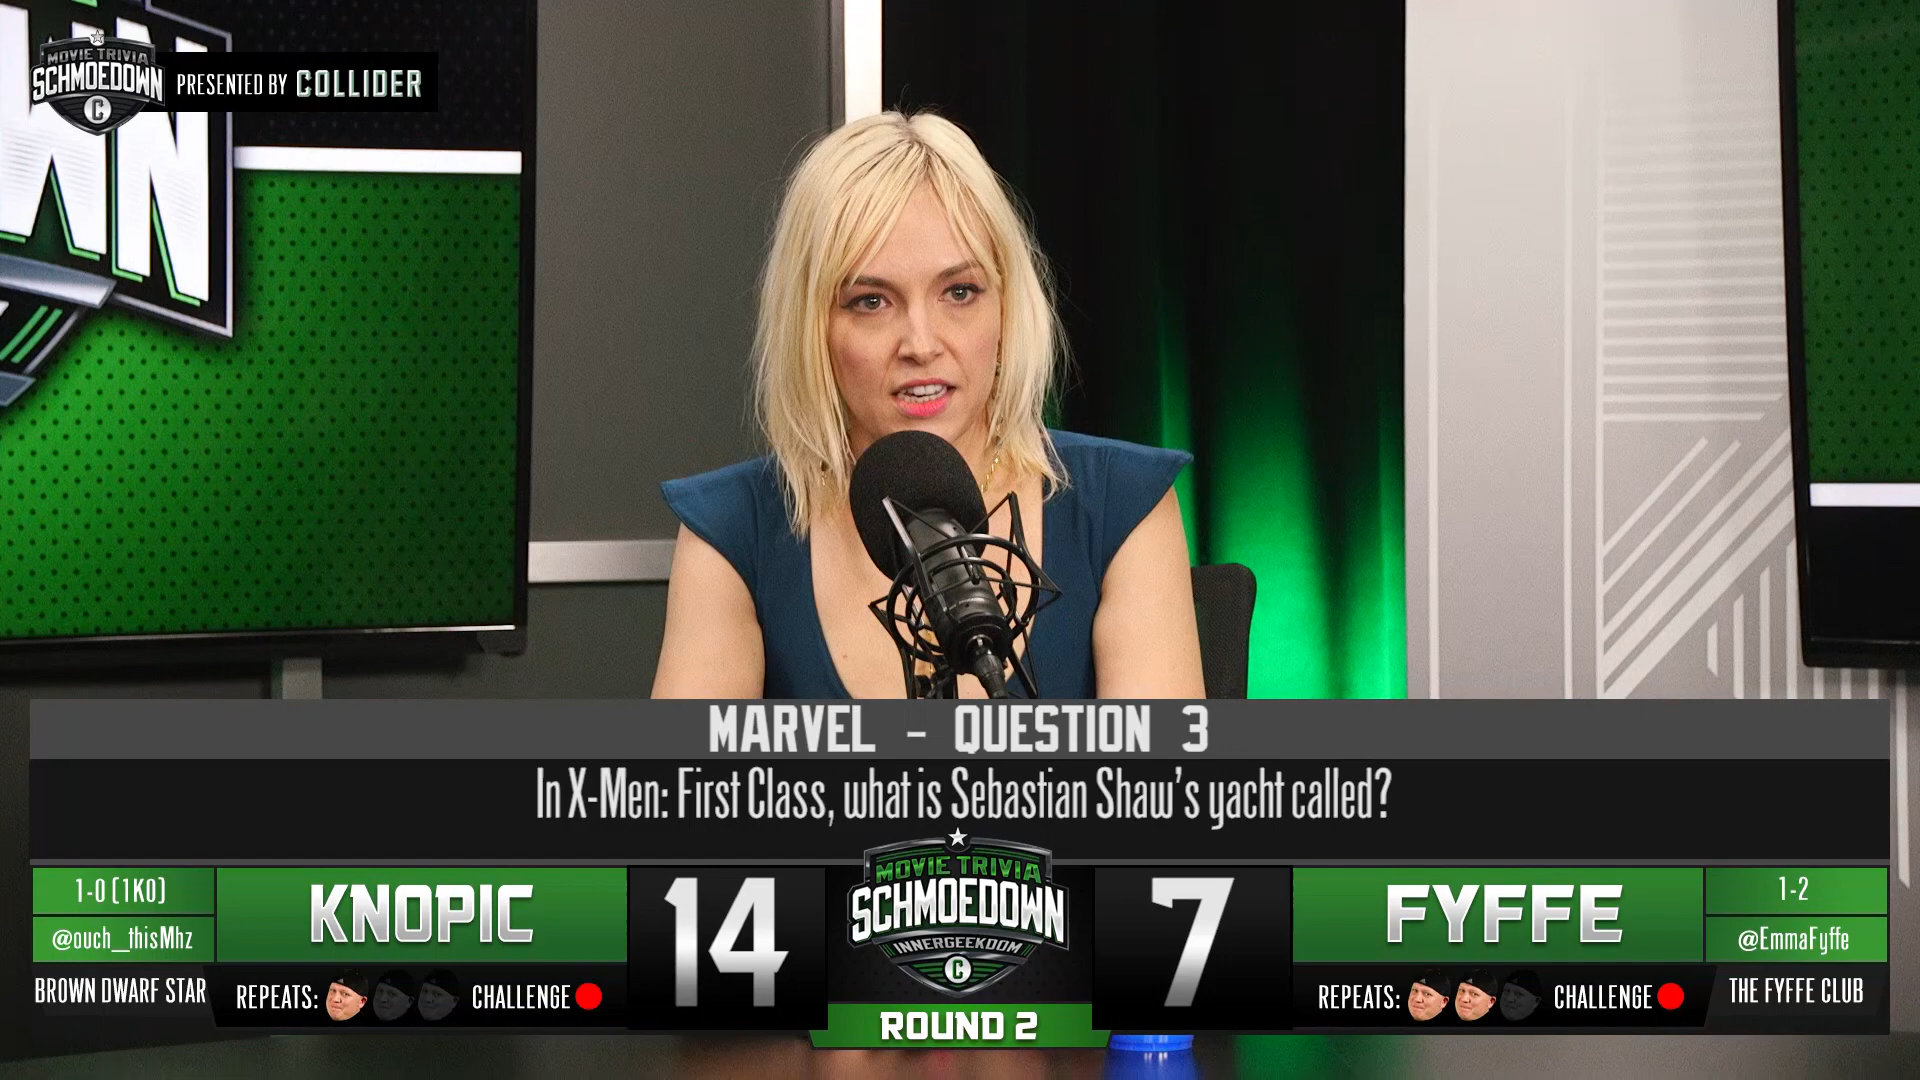 MOVIE TRIVIA
SCHMOEDOWN
C
PRESENTED BY COLLIDER
WN
MARVEL - QUESTION 3
In X-Men: First Class, what is Sebastian Shaw's yacht called?
1-0 (1KO)
@ouch_thisMhz
BROWN DWARF STAR
KNOPIC
REPEATS:
CHALLENGE
14
MOVIE TRIVIA
SCHMOEDOWN
INNERGEEKDOM
C
ROUND 2
7
FYFFE
REPEATS:
CHALLENGE
1-2
@EmmaFyffe
THE FYFFE CLUB